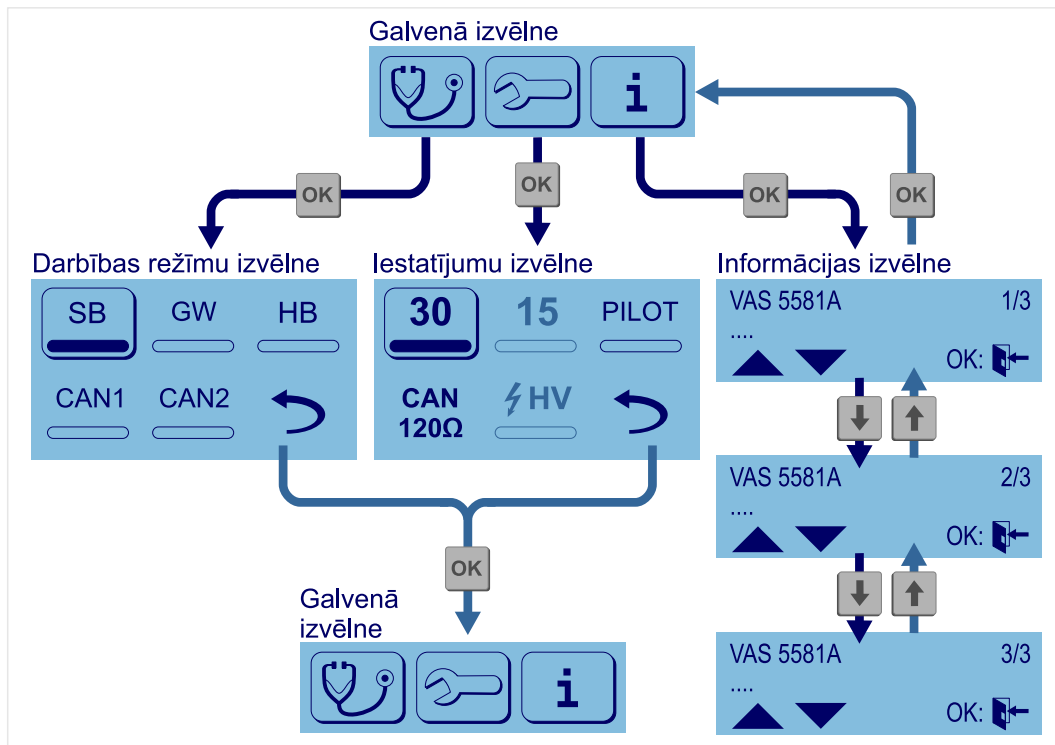 Galvenā izvēlne
i
OK
OK
OK
OK
Darbības režīmu izvēlne
SB GW HB
CAN1 CAN2
Iestatījumu izvēlne
30 15 PILOT
CAN HV
120Ω
Informācijas izvēlne
VAS 5581A 1/3
....
OK:
VAS 5581A 2/3
....
OK:
VAS 5581A 3/3
....
OK:
OK
Galvenā
izvēlne
i